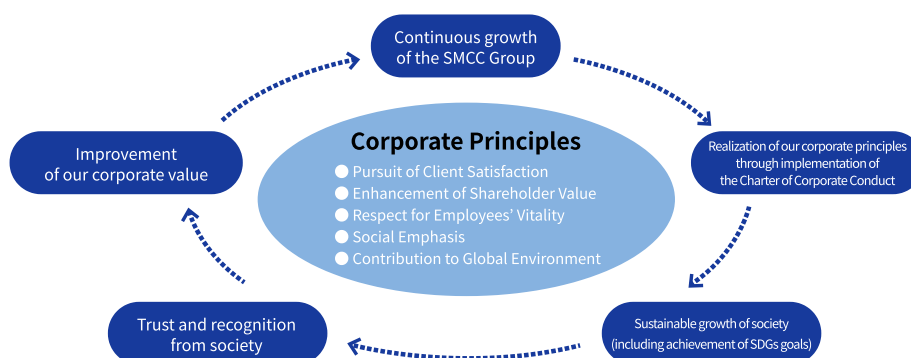 Continuous growth
of the SMCC Group
Realization of our corporate principles
through implementation of
the Charter of Corporate Conduct
Sustainable growth of society
(including achievement of SDGs goals)
Trust and recognition
from society
Improvement
of our corporate value
Corporate Principles
● Pursuit of Client Satisfaction
● Enhancement of Shareholder Value
● Respect for Employees’ Vitality
● Social Emphasis
● Contribution to Global Environment